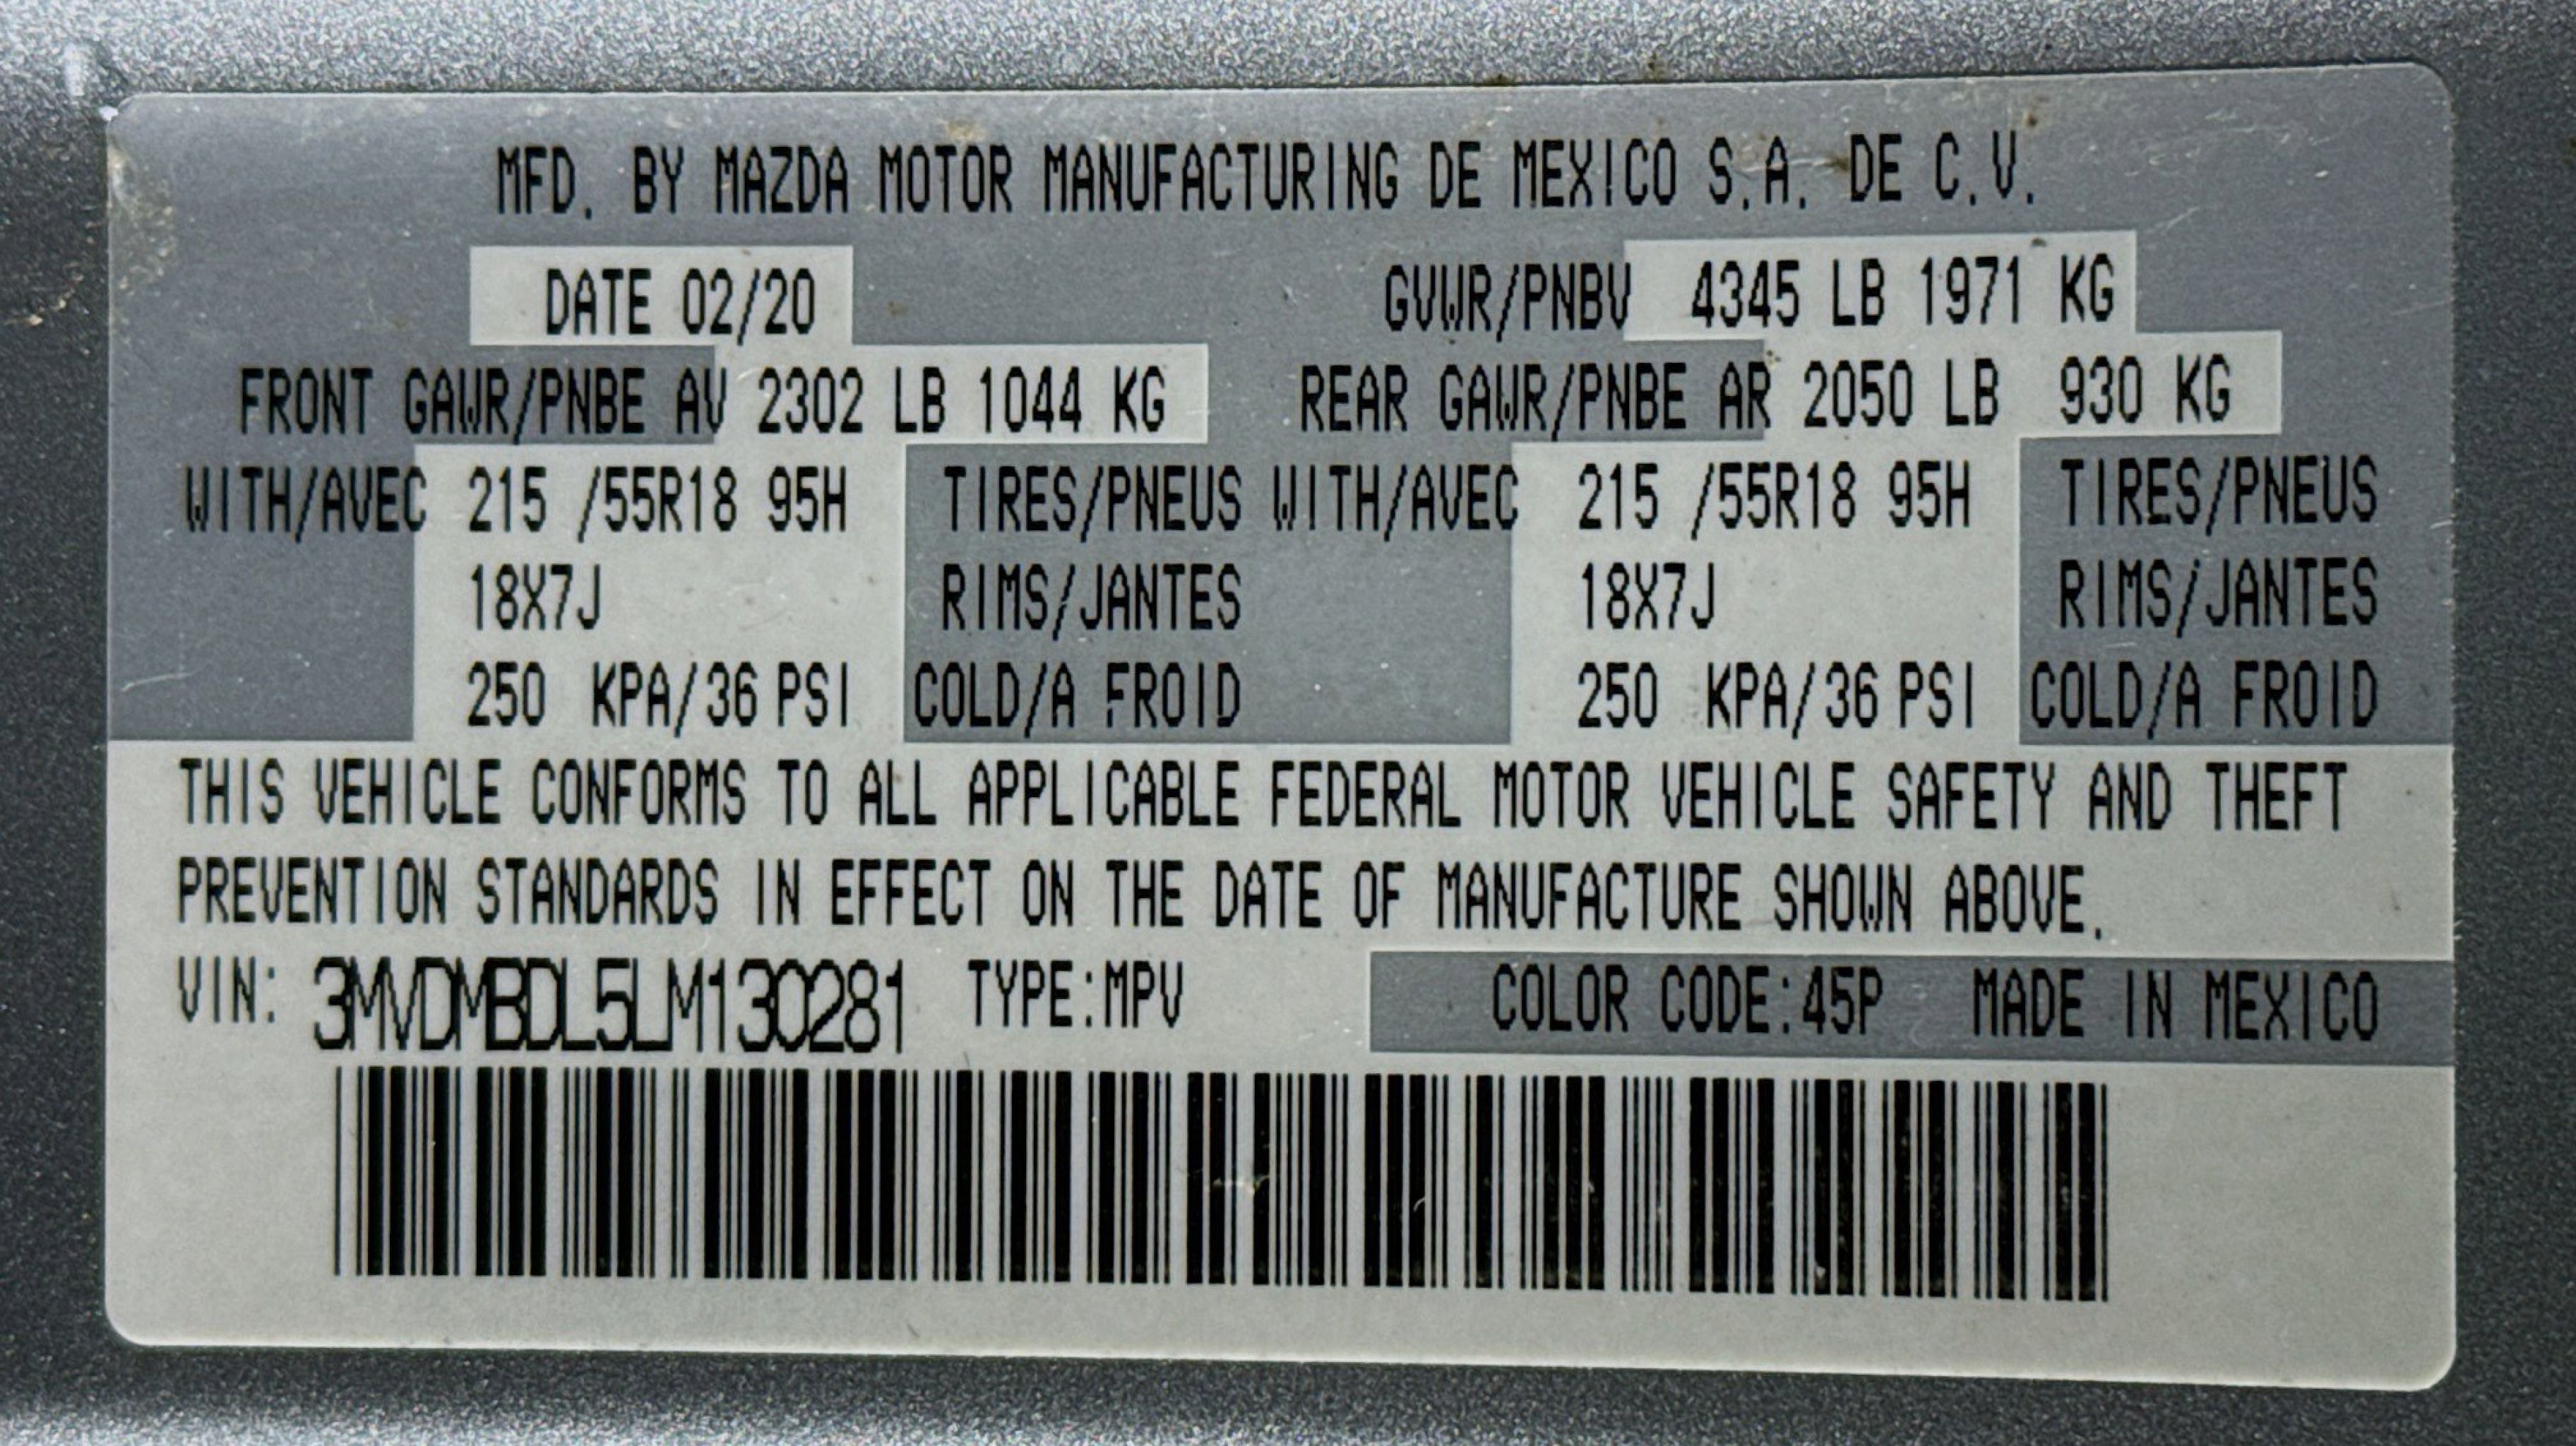 MFD. BY MAZDA MOTOR MANUFACTURING DE MEXICO S.A. DE C.V.
DATE 02/20 GVWR/PNBV 4345 LB 1971 KG
FRONT GAWR/PNBE AV 2302 LB 1044 KG REAR GAWR/PNBE AR 2050 LB 930 KG
WITH/AVEC 215 /55R18 95H TIRES/PNEUS WITH/AVEC 215 /55R18 95H TIRES/PNEUS
18X7J RIMS/JANTES 18X7J RIMS/JANTES
250 KPA/36 PSI COLD/A FROID 250 KPA/36 PSI COLD/A FROID
THIS VEHICLE CONFORMS TO ALL APPLICABLE FEDERAL MOTOR VEHICLE SAFETY AND THEFT
PREVENTION STANDARDS IN EFFECT ON THE DATE OF MANUFACTURE SHOWN ABOVE.
VIN: 3MVDMBDL5LM130281 TYPE:MPV COLOR CODE:45P MADE IN MEXICO